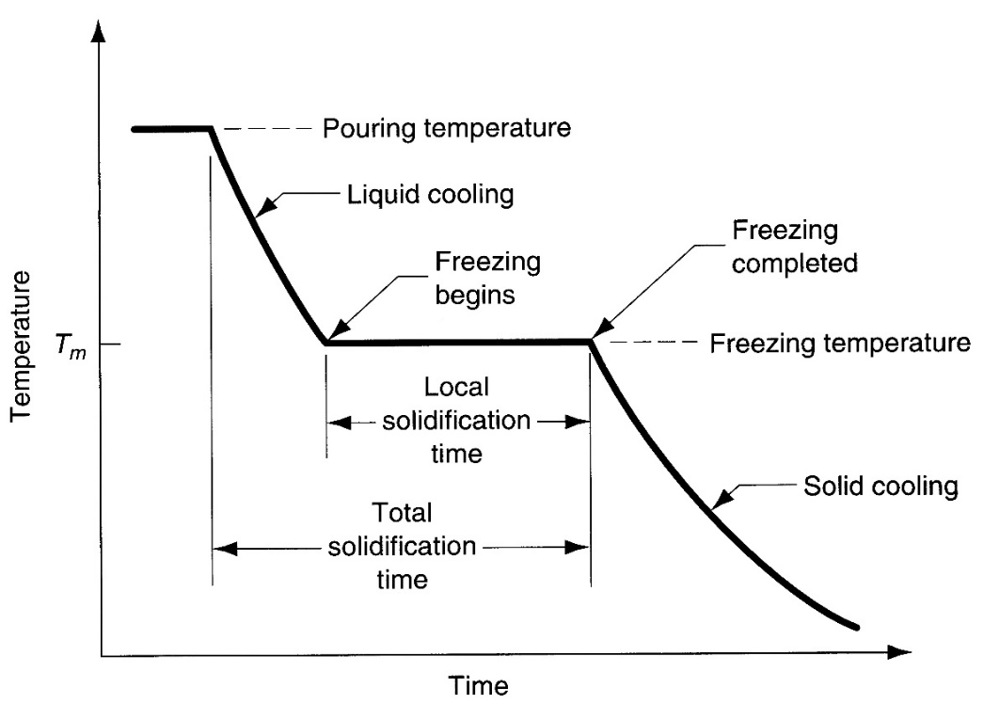 Pouring temperature
Liquid cooling
Freezing
begins
Freezing
completed
Temperature
Tm
Freezing temperature
Local
solidification
time
Solid cooling
Total
solidification
time
Time